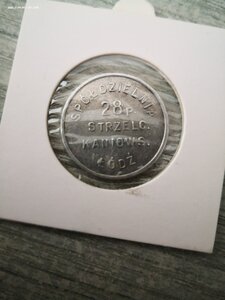 SPÓŁDZIELNIA
28 P.
STRZELC.
KANIOWS.
ŁÓDŹ